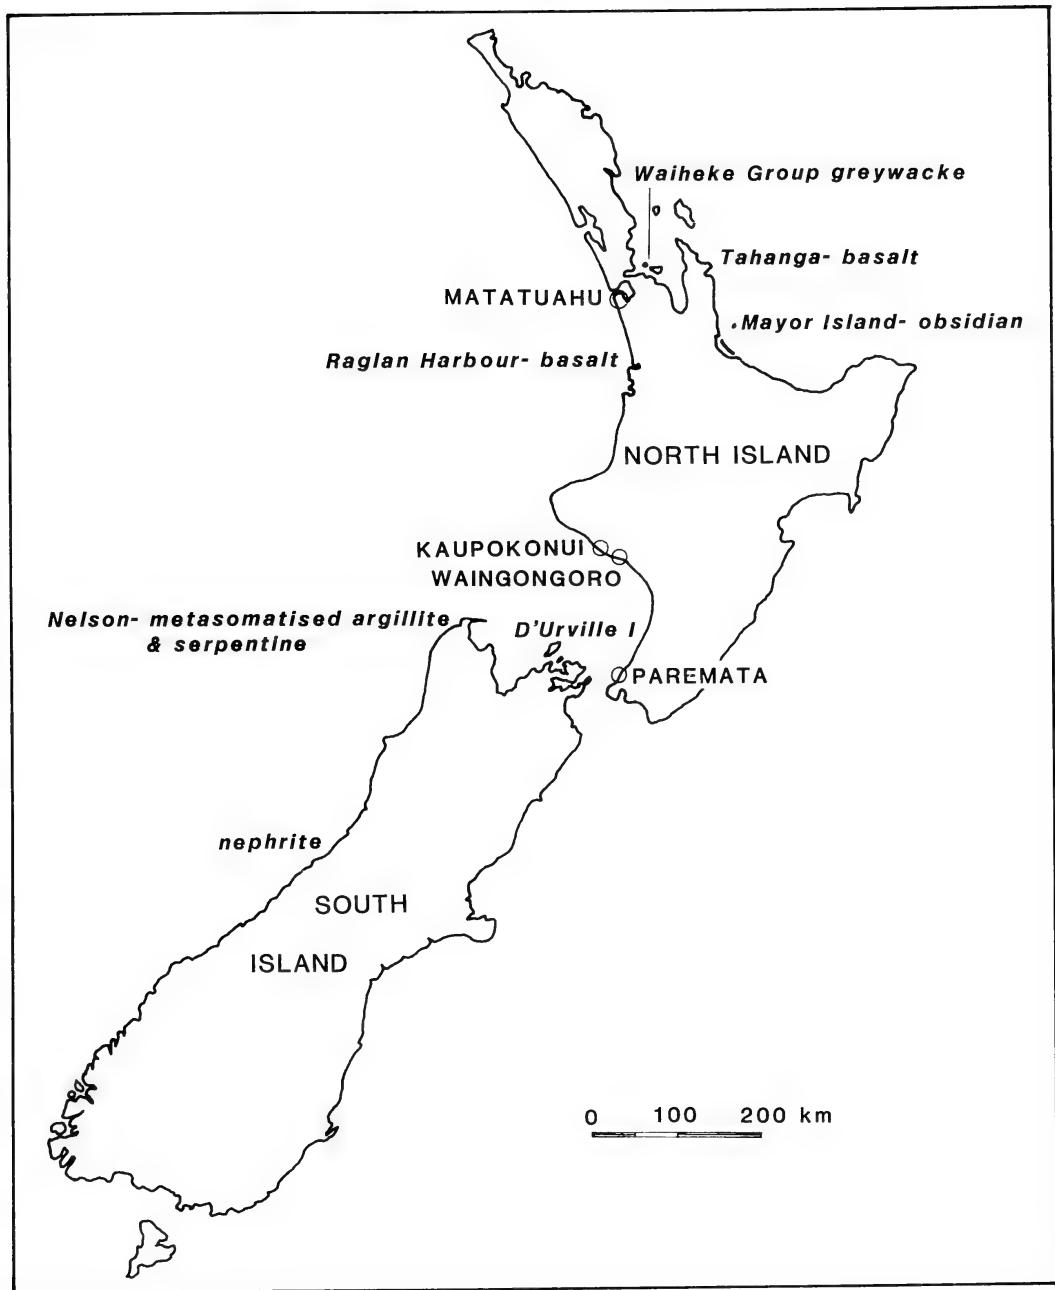 Waiheke Group greywacke
Tahanga- basalt
MATATUAHU
Mayor Island- obsidian
Raglan Harbour- basalt
NORTH ISLAND
KAUPOKONUI
WAINGONGORO
Nelson- metasomatised argillite
& serpentine
D'Urville I
PAREMATA
nephrite
SOUTH
ISLAND
0 100 200 km